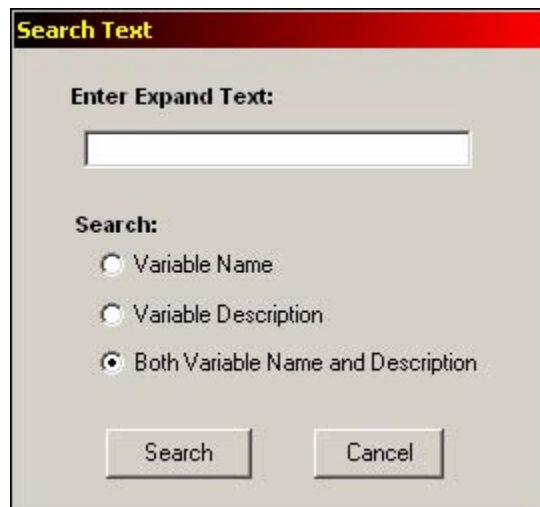 Search Text
Enter Expand Text:
Search:
Variable Name
Variable Description
Both Variable Name and Description
Search Cancel